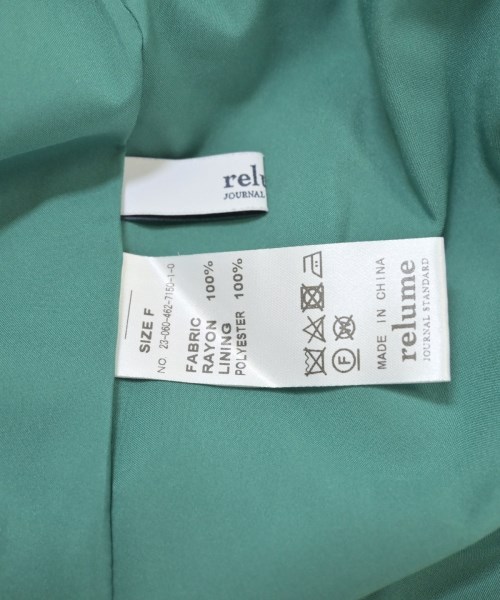 relu
JOURNAL
SIZE F
NO. 23-060-462-7150-1-0
FABRIC
RAYON 100%
LINING
POLYESTER 100%
F W
MADE IN CHINA
relume
JOURNAL STANDARD